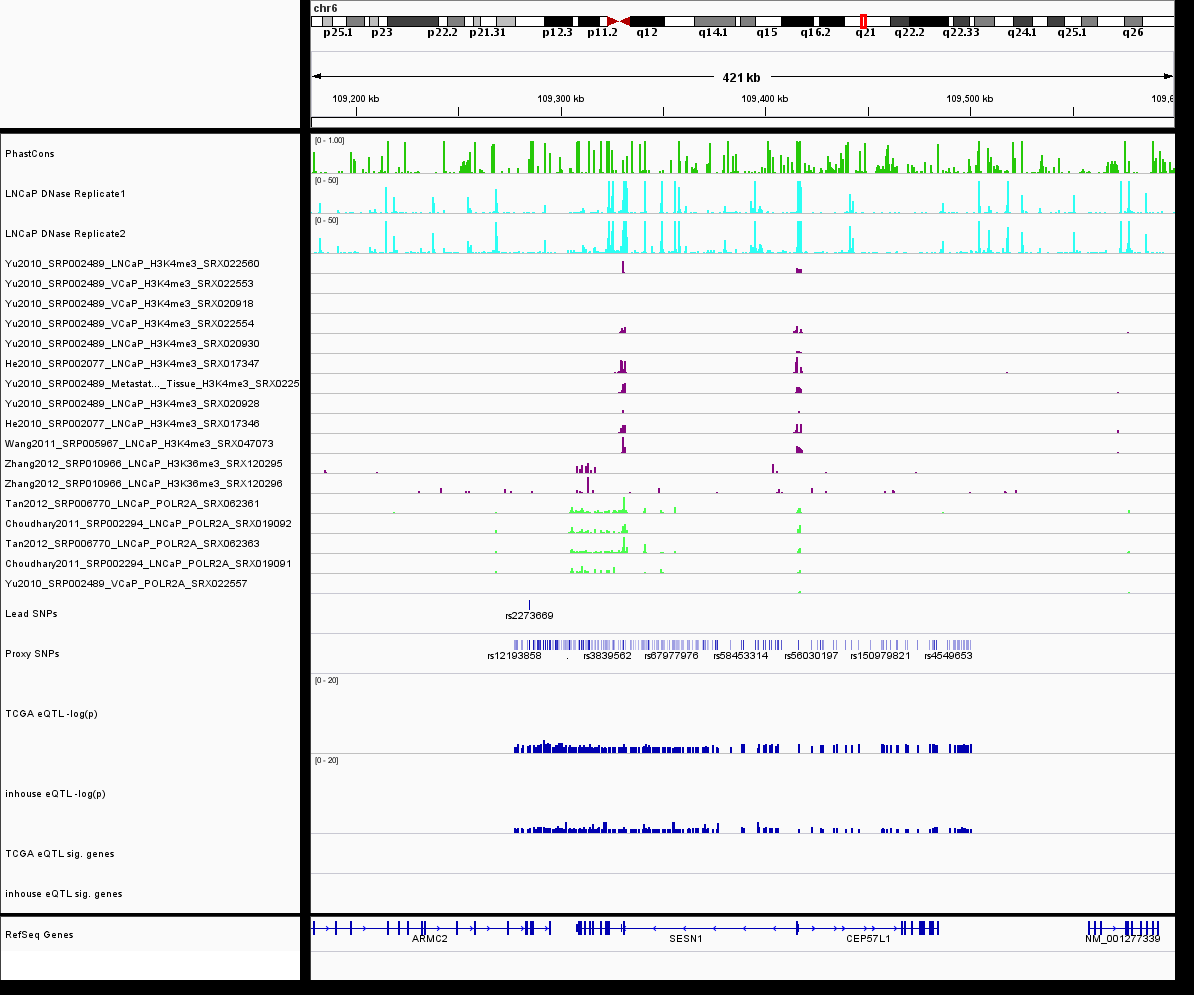 chr6
p25.1 p23 p22.2 p21.31 p12.3 p11.2 q12 q14.1 q15 q16.2 q21 q22.2 q22.33 q24.1 q25.1 q26
421 kb
109,200 kb 109,300 kb 109,400 kb 109,500 kb 109,6
[0 - 1.00]
PhastCons
[0 - 50]
LNCaP DNase Replicate1
[0 - 50]
LNCaP DNase Replicate2
Yu2010_SRP002489_LNCaP_H3K4me3_SRX022560
Yu2010_SRP002489_VCaP_H3K4me3_SRX022553
Yu2010_SRP002489_VCaP_H3K4me3_SRX020918
Yu2010_SRP002489_VCaP_H3K4me3_SRX022554
Yu2010_SRP002489_LNCaP_H3K4me3_SRX020930
He2010_SRP002077_LNCaP_H3K4me3_SRX017347
Yu2010_SRP002489_Metastat..._Tissue_H3K4me3_SRX0225
Yu2010_SRP002489_LNCaP_H3K4me3_SRX020928
He2010_SRP002077_LNCaP_H3K4me3_SRX017346
Wang2011_SRP005967_LNCaP_H3K4me3_SRX047073
Zhang2012_SRP010966_LNCaP_H3K36me3_SRX120295
Zhang2012_SRP010966_LNCaP_H3K36me3_SRX120296
Tan2012_SRP006770_LNCaP_POLR2A_SRX062361
Choudhary2011_SRP002294_LNCaP_POLR2A_SRX019092
Tan2012_SRP006770_LNCaP_POLR2A_SRX062363
Choudhary2011_SRP002294_LNCaP_POLR2A_SRX019091
Yu2010_SRP002489_VCaP_POLR2A_SRX022557
Lead SNPs
rs2273669
Proxy SNPs
rs12193858 . rs3839562 rs67977976 rs58453314 rs56030197 rs150979821 rs4549653
[0 - 20]
TCGA eQTL -log(p)
[0 - 20]
inhouse eQTL -log(p)
TCGA eQTL sig. genes
inhouse eQTL sig. genes
RefSeq Genes
ARMC2 SESN1 CEP57L1 NM_001277339